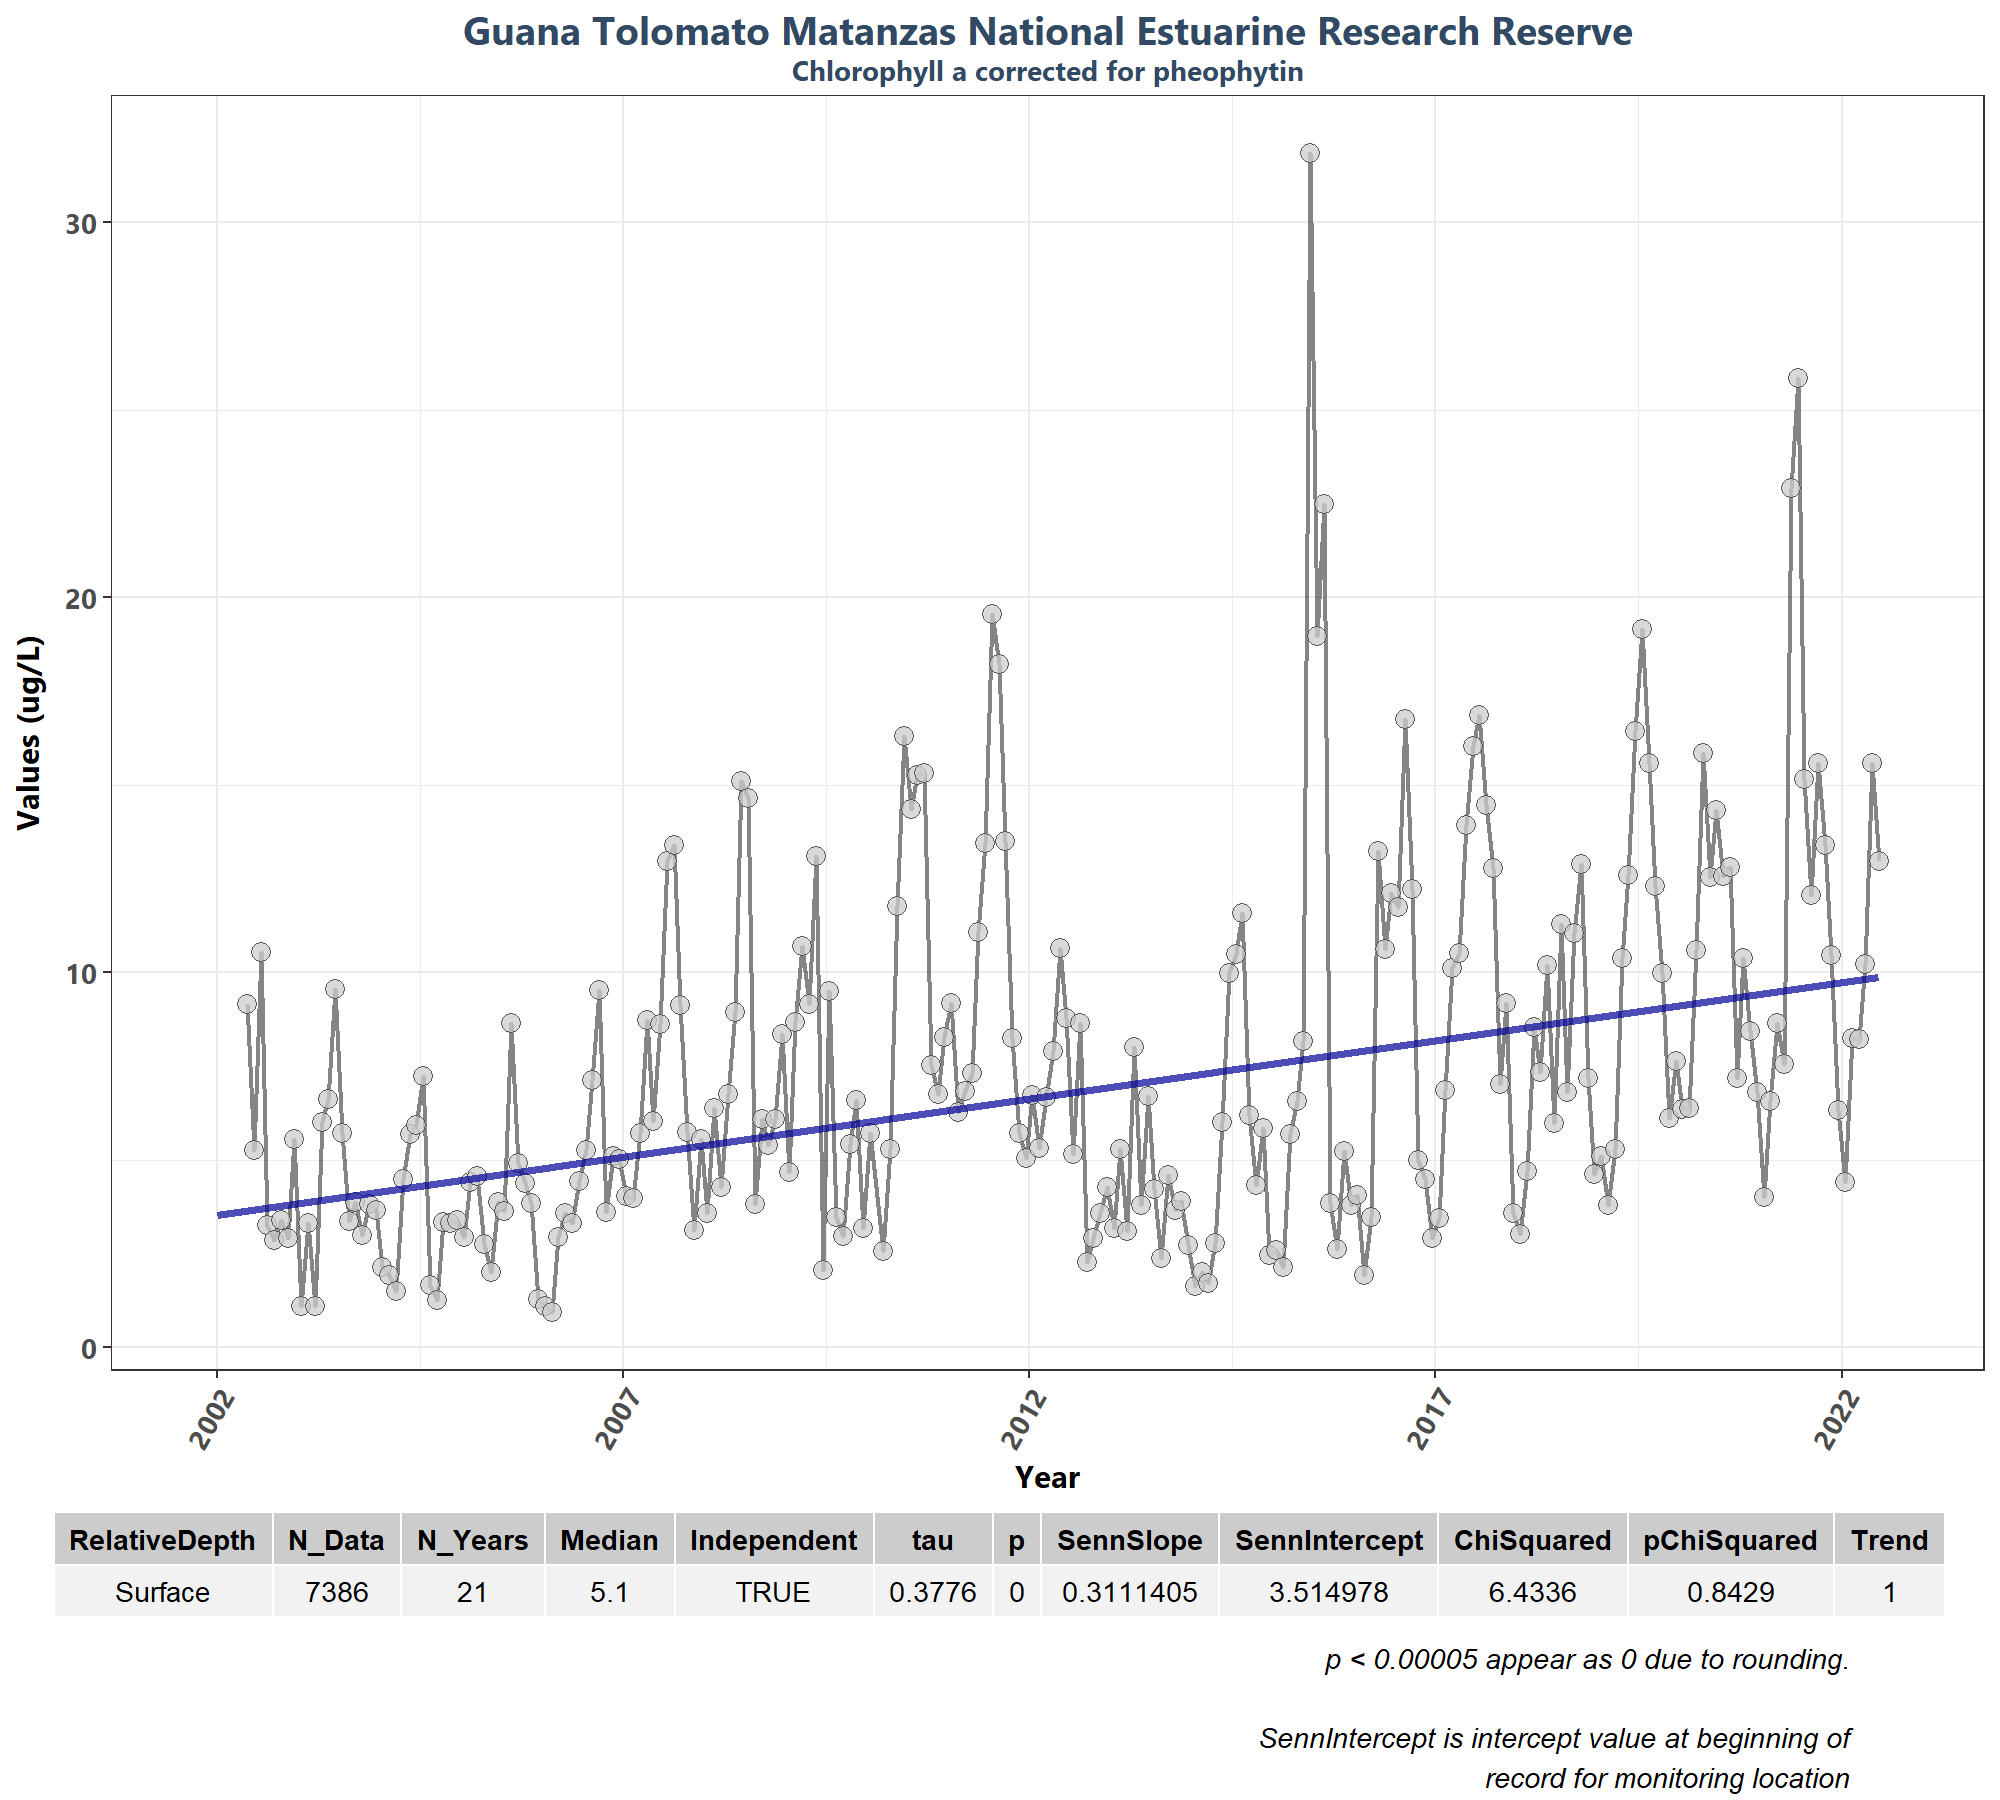 Guana Tolomato Matanzas National Estuarine Research Reserve
Chlorophyll a corrected for pheophytin
Values (ug/L)
30
20
10
0
2002 2007 2012 2017 2022
Year
RelativeDepth N_Data N_Years Median Independent tau p SennSlope SennIntercept ChiSquared pChiSquared Trend
Surface 7386 21 5.1 TRUE 0.3776 0 0.3111405 3.514978 6.4336 0.8429 1
p < 0.00005 appear as 0 due to rounding.
SennIntercept is intercept value at beginning of
record for monitoring location